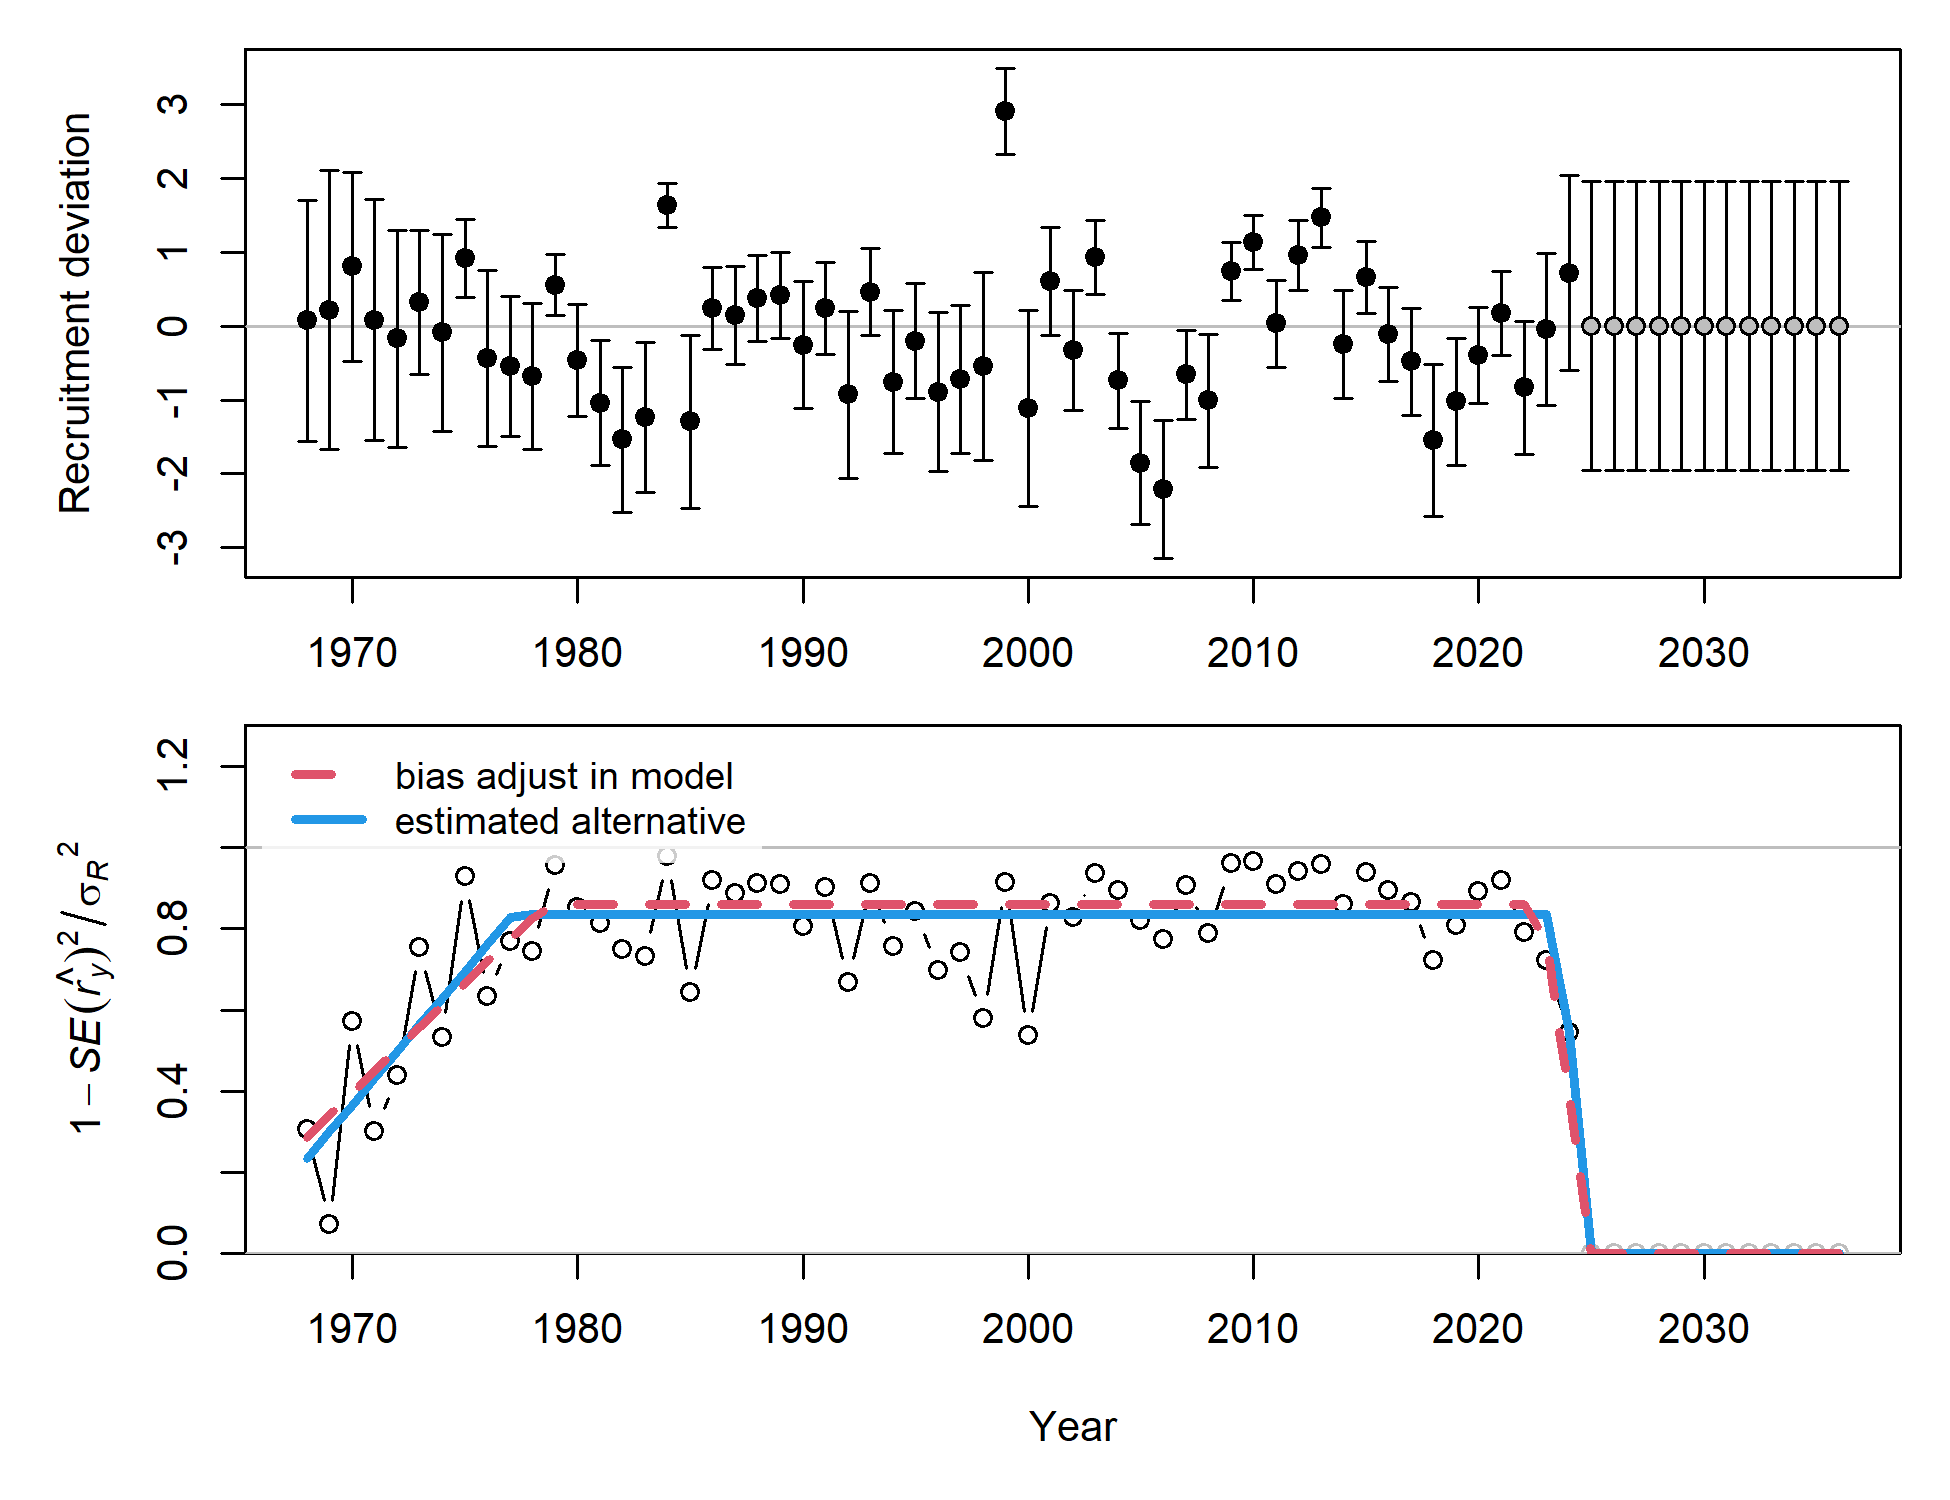 Recruitment deviation
3
2
1
0
-1
-2
-3
1970 1980 1990 2000 2010 2020 2030
bias adjust in model
estimated alternative
1 − SE(r̂y)² / σR²
1.2
0.8
0.4
0.0
1970 1980 1990 2000 2010 2020 2030
Year